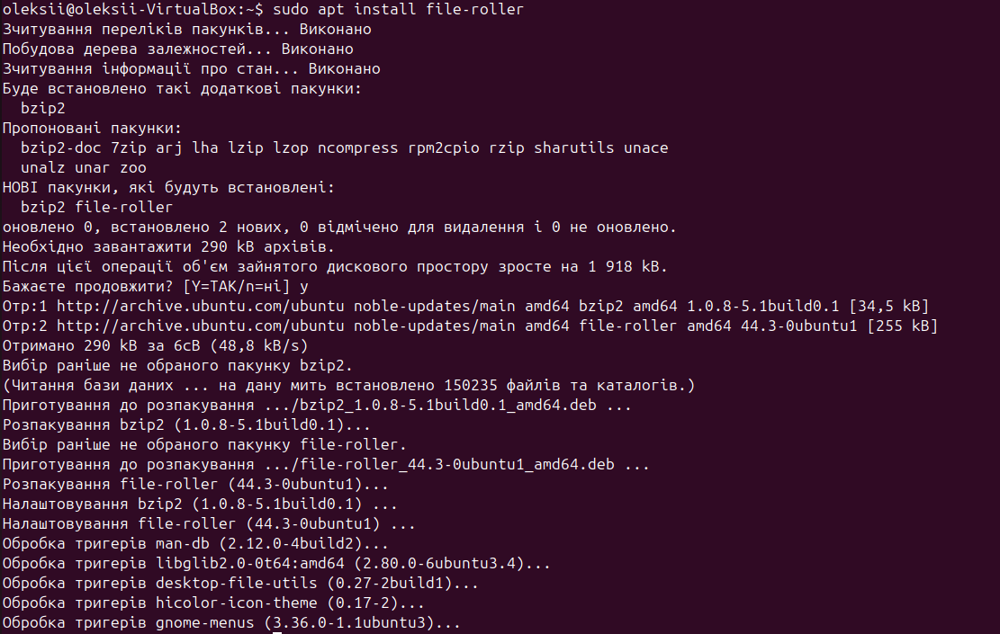 oleksii@oleksii-VirtualBox:~$ sudo apt install file-roller
Зчитування переліків пакунків... Виконано
Побудова дерева залежностей... Виконано
Зчитування інформації про стан... Виконано
Буде встановлено такі додаткові пакунки:
  bzip2
Пропоновані пакунки:
  bzip2-doc 7zip arj lha lzip lzop ncompress rpm2cpio rzip sharutils unace
  unalz unar zoo
НОВІ пакунки, які будуть встановлені:
  bzip2 file-roller
оновлено 0, встановлено 2 нових, 0 відмічено для видалення і 0 не оновлено.
Необхідно завантажити 290 kB архівів.
Після цієї операції об'єм зайнятого дискового простору зросте на 1 918 kB.
Бажаєте продовжити? [Y=ТАК/n=ні] y
Отр:1 http://archive.ubuntu.com/ubuntu noble-updates/main amd64 bzip2 amd64 1.0.8-5.1build0.1 [34,5 kB]
Отр:2 http://archive.ubuntu.com/ubuntu noble-updates/main amd64 file-roller amd64 44.3-0ubuntu1 [255 kB]
Отримано 290 kB за 6сВ (48,8 kB/s)
Вибір раніше не обраного пакунку bzip2.
(Читання бази даних ... на дану мить встановлено 150235 файлів та каталогів.)
Приготування до розпакування .../bzip2_1.0.8-5.1build0.1_amd64.deb ...
Розпакування bzip2 (1.0.8-5.1build0.1)...
Вибір раніше не обраного пакунку file-roller.
Приготування до розпакування .../file-roller_44.3-0ubuntu1_amd64.deb ...
Розпакування file-roller (44.3-0ubuntu1)...
Налаштовування bzip2 (1.0.8-5.1build0.1) ...
Налаштовування file-roller (44.3-0ubuntu1) ...
Обробка тригерів man-db (2.12.0-4build2)...
Обробка тригерів libglib2.0-0t64:amd64 (2.80.0-6ubuntu3.4)...
Обробка тригерів desktop-file-utils (0.27-2build1)...
Обробка тригерів hicolor-icon-theme (0.17-2)...
Обробка тригерів gnome-menus (3.36.0-1.1ubuntu3)...